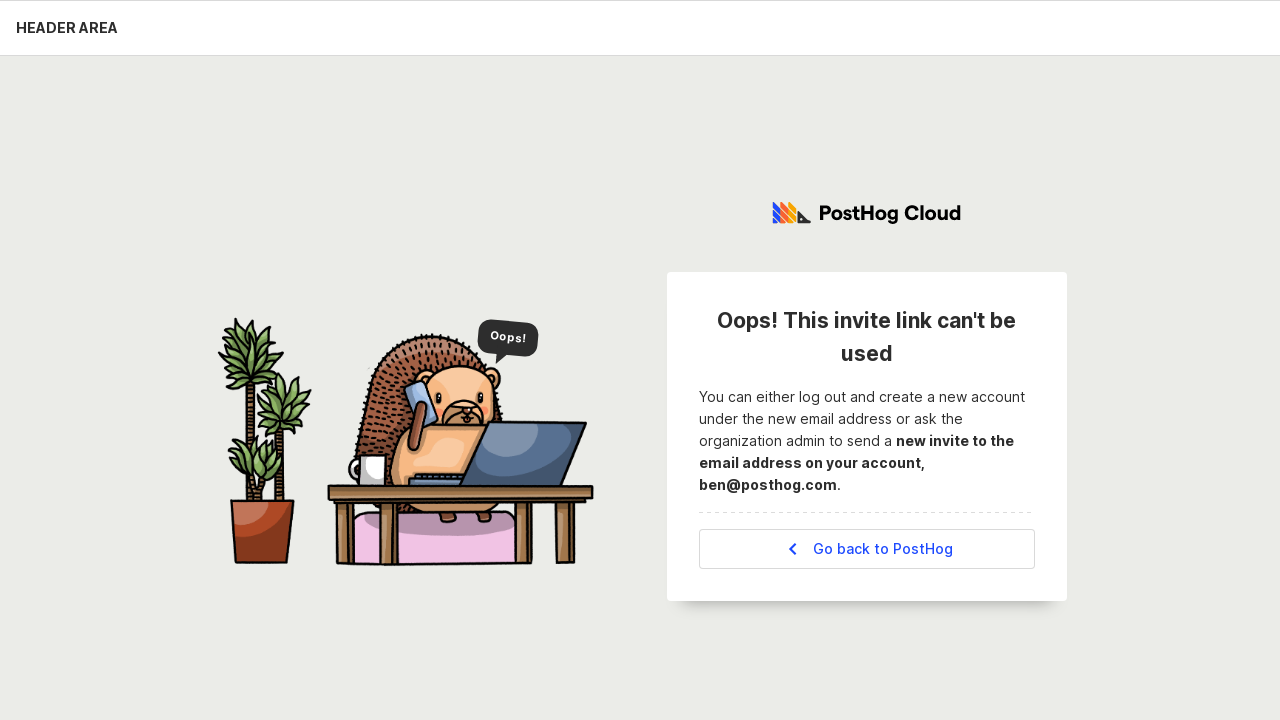 HEADER AREA
PostHog Cloud
Oops!
Oops! This invite link can't be
used
You can either log out and create a new account
under the new email address or ask the
organization admin to send a new invite to the
email address on your account,
ben@posthog.com.
Go back to PostHog